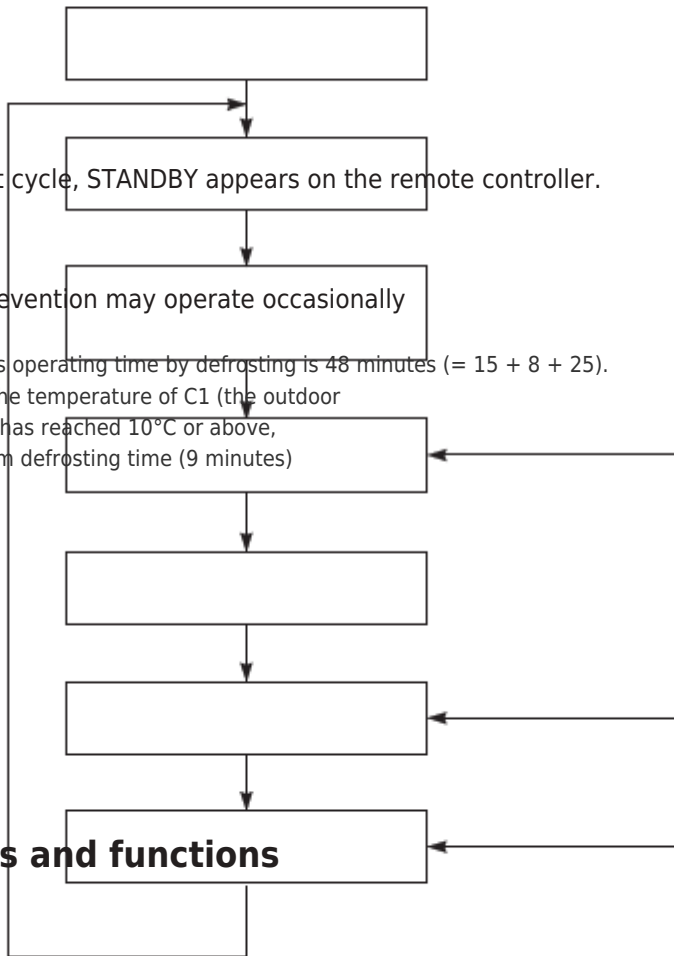 t cycle, STANDBY appears on the remote controller.
evention may operate occasionally
s operating time by defrosting is 48 minutes (= 15 + 8 + 25).
he temperature of C1 (the outdoor
has reached 10°C or above,
m defrosting time (9 minutes)
s and functions